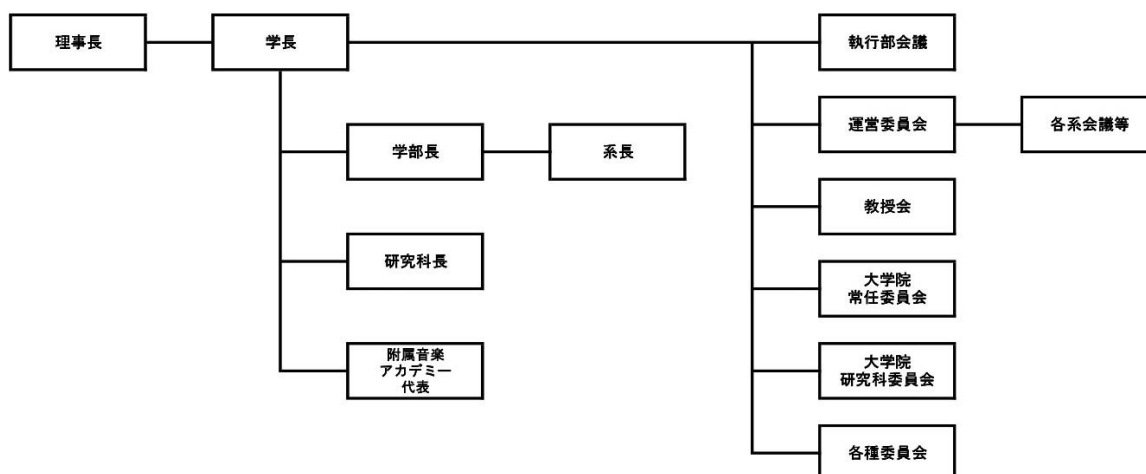 理事長
学長
執行部会議
運営委員会
各系会議等
学部長
系長
教授会
研究科長
大学院
常任委員会
附属音楽
アカデミー
代表
大学院
研究科委員会
各種委員会